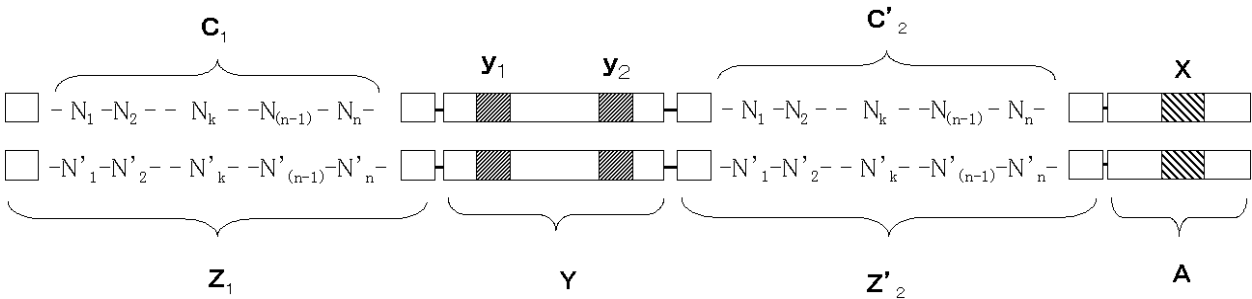 C₁ C'₂
y₁ y₂ X
N₁ N₂ Nₖ N₍ₙ₋₁₎ Nₙ N₁ N₂ Nₖ N₍ₙ₋₁₎ Nₙ
N'₁ N'₂ N'ₖ N'₍ₙ₋₁₎ N'ₙ N'₁ N'₂ N'ₖ N'₍ₙ₋₁₎ N'ₙ
Z₁ Y Z'₂ A